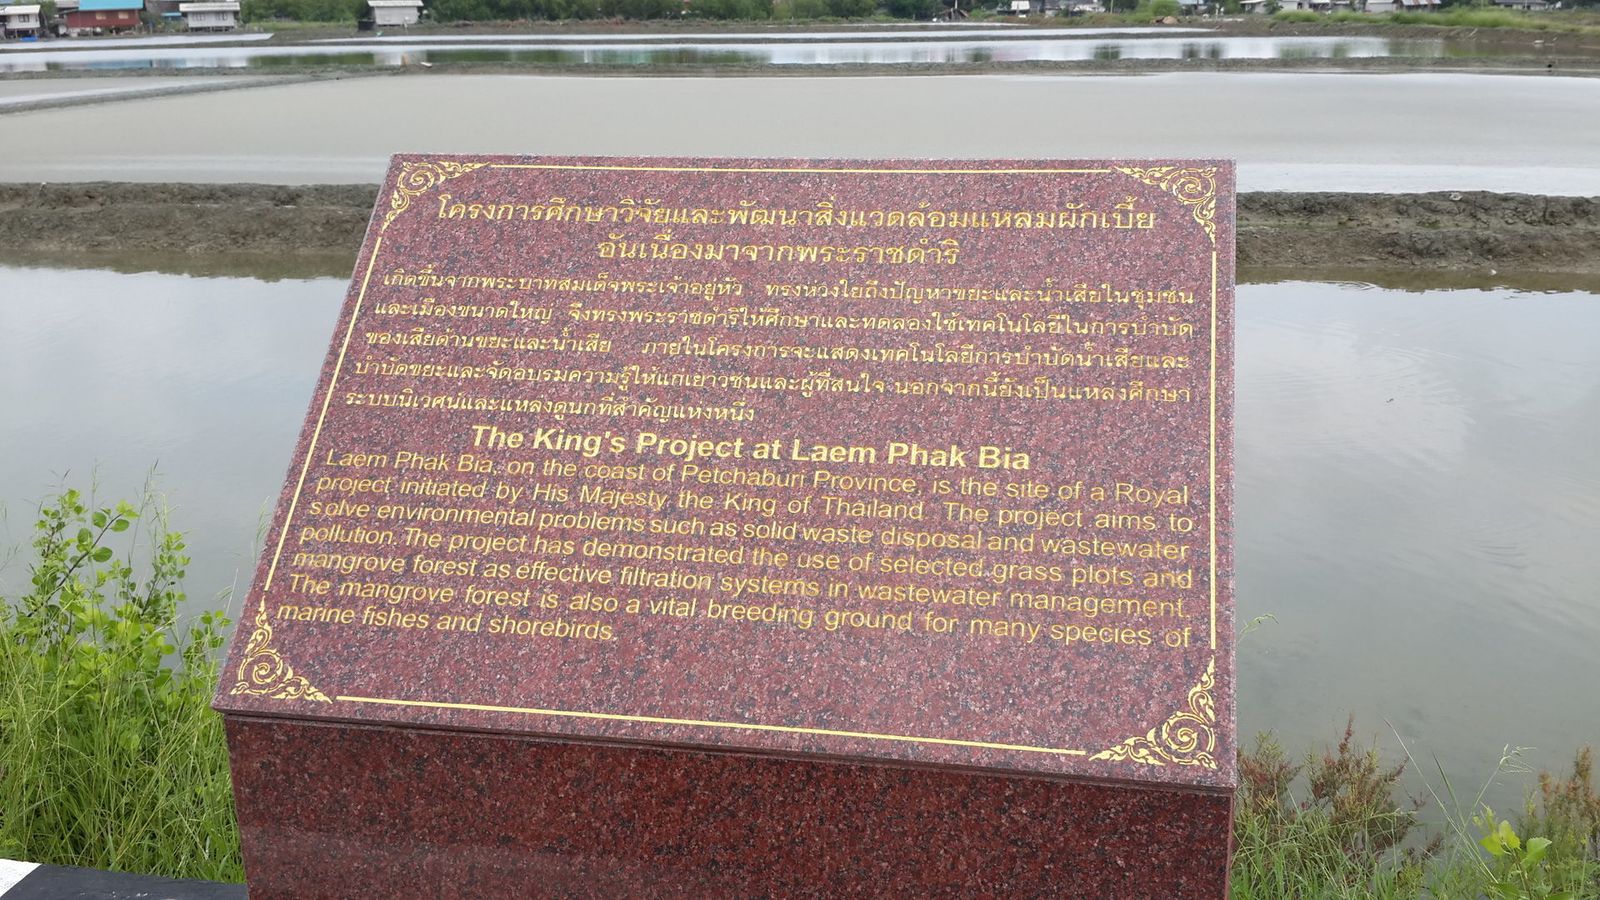 โครงการศึกษาวิจัยและพัฒนาสิ่งแวดล้อมแหลมผักเบี้ย
อันเนื่องมาจากพระราชดำริ
เกิดขึ้นจากพระบาทสมเด็จพระเจ้าอยู่หัว ทรงห่วงใยถึงปัญหาขยะและน้ำเสียในชุมชน
และเมืองขนาดใหญ่ จึงทรงพระราชดำริให้ศึกษาและทดลองใช้เทคโนโลยีในการบำบัด
ของเสียด้านขยะและน้ำเสีย ภายในโครงการจะแสดงเทคโนโลยีการบำบัดน้ำเสียและ
บำบัดขยะและจัดอบรมความรู้ให้แก่เยาวชนและผู้ที่สนใจ นอกจากนี้ยังเป็นแหล่งศึกษา
ระบบนิเวศน์และแหล่งดูนกที่สำคัญแห่งหนึ่ง
The King's Project at Laem Phak Bia
Laem Phak Bia, on the coast of Petchaburi Province, is the site of a Royal
project initiated by His Majesty the King of Thailand. The project aims to
solve environmental problems such as solid waste disposal and wastewater
pollution. The project has demonstrated the use of selected grass plots and
mangrove forest as effective filtration systems in wastewater management.
The mangrove forest is also a vital breeding ground for many species of
marine fishes and shorebirds.